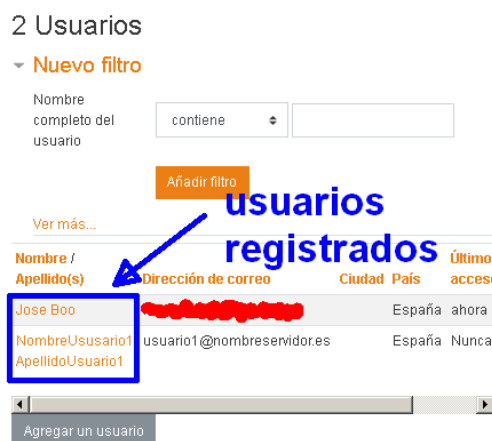 2 Usuarios
Nuevo filtro
Nombre
completo del
usuario
contiene
Añadir filtro
usuarios
registrados
Ver más...
Nombre /
Apellido(s)
Dirección de correo
Ciudad
País
Último
acceso
Jose Boo
España
ahora
NombreUsusario1
ApellidoUsuario1
usuario1@nombreservidor.es
España
Nunca
Agregar un usuario